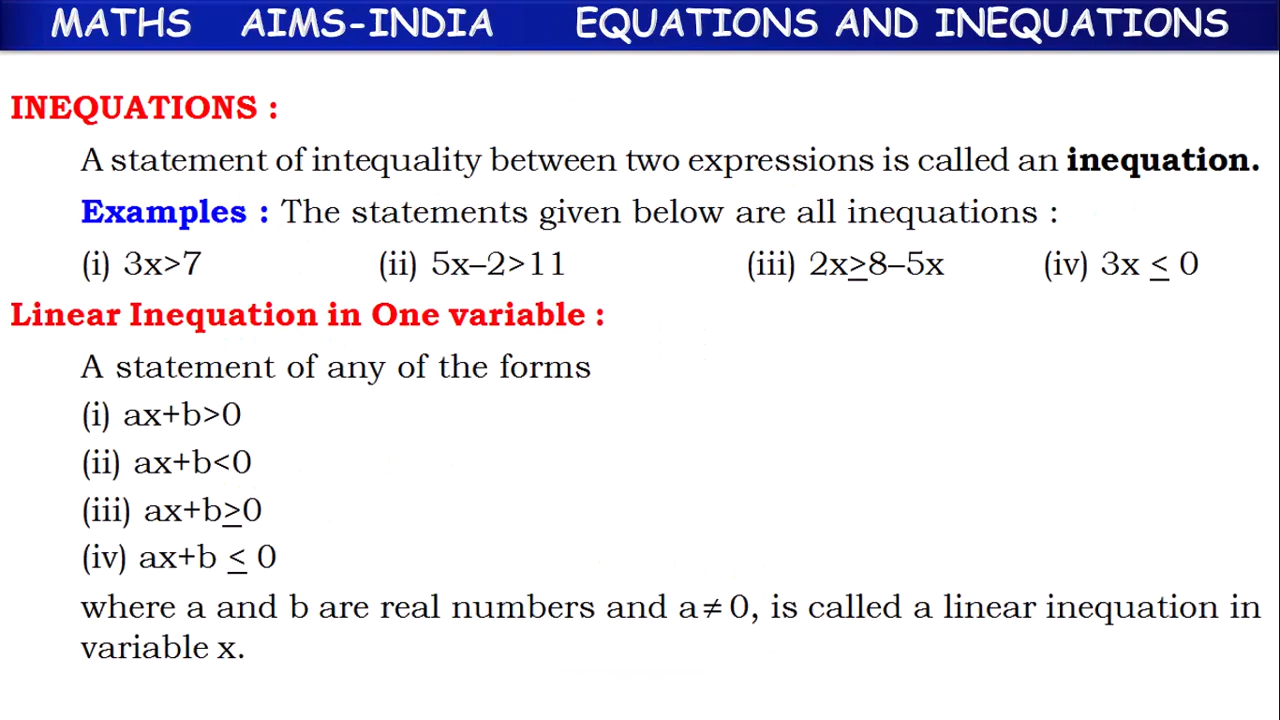 MATHS AIMS-INDIA EQUATIONS AND INEQUATIONS
INEQUATIONS :
A statement of intequality between two expressions is called an inequation.
Examples : The statements given below are all inequations :
(i) 3x>7 (ii) 5x–2>11 (iii) 2x≥8–5x (iv) 3x ≤ 0
Linear Inequation in One variable :
A statement of any of the forms
(i) ax+b>0
(ii) ax+b<0
(iii) ax+b≥0
(iv) ax+b ≤ 0
where a and b are real numbers and a≠0, is called a linear inequation in
variable x.